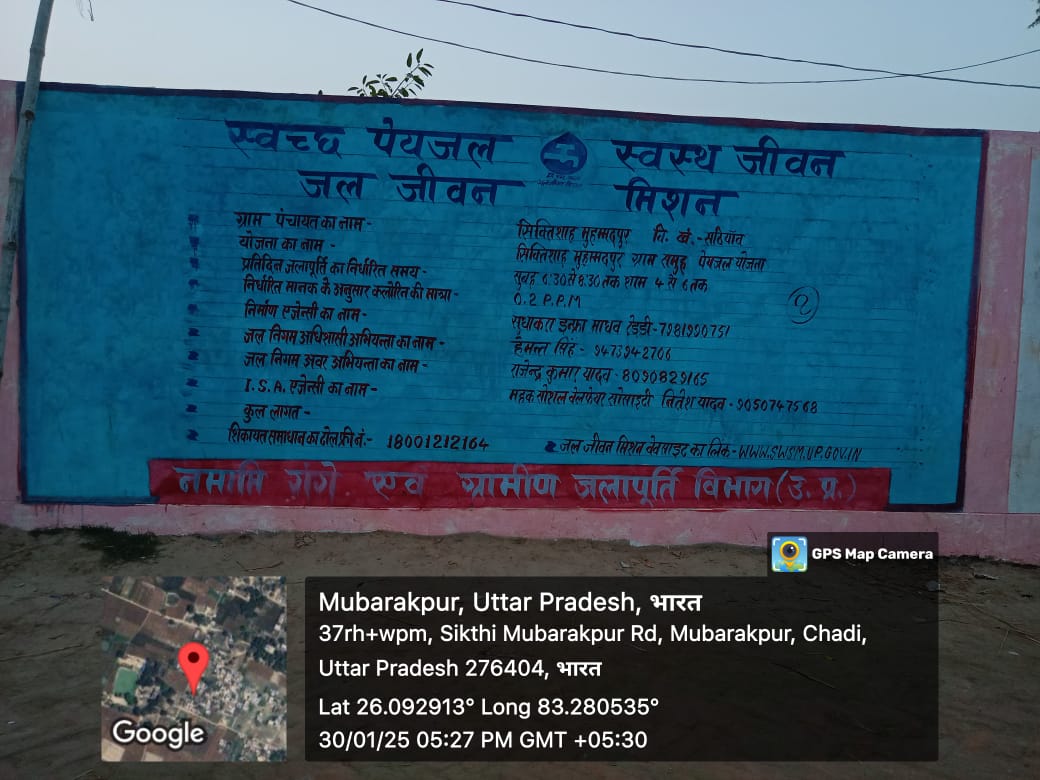 स्वच्छ पेयजल स्वस्थ जीवन
जल जीवन मिशन
ग्राम पंचायत का नाम - सिवितिशाह मुहम्मदपुर वि. खं.-सठियाँव
योजना का नाम - सिवितिशाह मुहम्मदपुर ग्राम समुह पेयजल योजना
प्रतिदिन जलापूर्ति का निर्धारित समय - सुबह 6:30 से 8:30 तक शाम 4 से 6 तक
निर्धारित मानक के अनुसार क्लोरिन की मात्रा - 0.2 P.P.M
निर्माण एजेन्सी का नाम - सुधाकरा इन्फ्रा माधव रेड्डी-7981990751
जल निगम अधिशासी अभियन्ता का नाम - हेमन्त सिंह - 9473942706
जल निगम अवर अभियन्ता का नाम - राजेन्द्र कुमार यादव - 8090829165
I.S.A. एजेन्सी का नाम - महक सोशल वेलफेयर सोसाइटी नितेश यादव - 9050747568
कुल लागत -
शिकायत समाधान का टोल फ्री नं:- 18001212164 जल जीवन मिशन वेबसाइट का लिंक - WWW.SWSM.UP.GOV.IN
नमामि गंगे एवं ग्रामीण जलापूर्ति विभाग (उ.प्र.)
GPS Map Camera
Mubarakpur, Uttar Pradesh, भारत
37rh+wpm, Sikthi Mubarakpur Rd, Mubarakpur, Chadi,
Uttar Pradesh 276404, भारत
Lat 26.092913° Long 83.280535°
30/01/25 05:27 PM GMT +05:30
Google